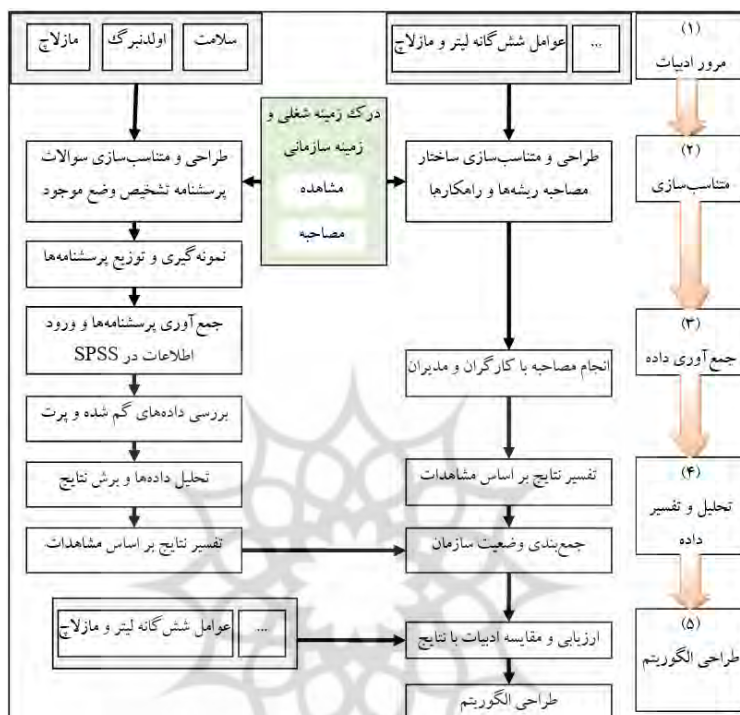 (۱)
مرور ادبیات
عوامل شش‌گانه لیتر و مازلاچ
...
سلامت
اولدنبرگ
مازلاچ
درک زمینه شغلی و
زمینه سازمانی
مشاهده
مصاحبه
(۲)
متناسب‌سازی
طراحی و متناسب‌سازی ساختار
مصاحبه ریشه‌ها و راهکارها
طراحی و متناسب‌سازی سوالات
پرسشنامه تشخیص وضع موجود
نمونه‌گیری و توزیع پرسشنامه‌ها
(۳)
جمع‌آوری داده
جمع‌آوری پرسشنامه‌ها و ورود
اطلاعات در SPSS
انجام مصاحبه با کارگران و مدیران
بررسی داده‌های گم شده و پرت
(۴)
تحلیل و تفسیر
داده
تفسیر نتایج بر اساس مشاهدات
تحلیل داده‌ها و برش نتایج
جمع‌بندی وضعیت سازمان
تفسیر نتایج بر اساس مشاهدات
(۵)
طراحی الگوریتم
ارزیابی و مقایسه ادبیات با نتایج
...
عوامل شش‌گانه لیتر و مازلاچ
طراحی الگوریتم